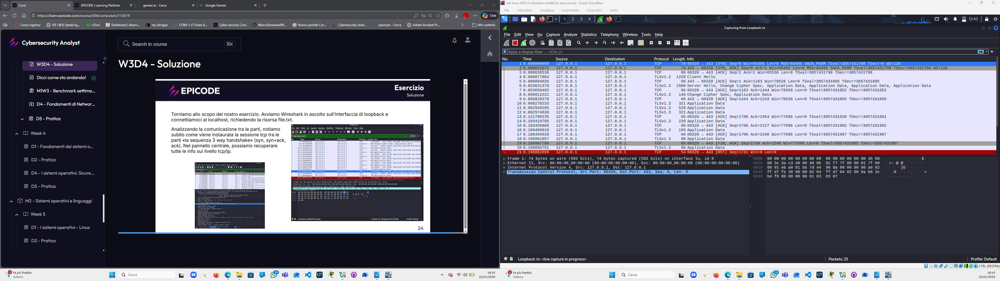 Corsi
EPICODE | Learning Platform
gemini ai - Cerca
Google Gemini
https://learn.epicode.com/course/304/curriculum/112619
Chat
Corso ingelese
ISE I (B1) Speaking...
eToro
Dashboard | elearn...
my inlingua
CCNA 1 v7 Exam A...
Cyber security Corsi
MarcoGenovese99...
Nuovo portale Cor...
Cybersecurity Anal...
openvpn - Cerca
Adobe Acrobat Pr...
Altri preferiti
Cybersecurity Analyst
Search in course
⌘K
W3D4 - Soluzione
Dicci come sta andando!
M1W3 - Benchmark settima...
D4 - Fondamenti di Networ...
D5 - Pratica
Week 4
D1 - Fondamenti dei sistemi o...
D2 - Pratica
D4 - I sistemi operativi: Sicure...
D5 - Pratica
M2 - Sistemi operativi e linguaggi
Week 5
D1 - I sistemi operativi - Linux
D2 - Pratica
W3D4 - Soluzione
EPICODE
Esercizio
Soluzione
Torniamo allo scopo del nostro esercizio. Avviamo Wireshark in ascolto sull'interfaccia di loopback e
connettiamoci al localhost, richiedendo la risorsa file.txt.
Analizzando la comunicazione tra le parti, notiamo
subito come viene instaurata la sessione tcp tra le
parti «la sequenza 3 way handshake» (syn, syn+ack,
ack). Nel pannello centrale, possiamo recuperare
tutte le info sui livello tcp/ip.
24
2
Fa più freddo
Adesso
Cerca
30
18:43
10/01/2026
kali-linux-2025.3-virtualbox-amd64 [In esecuzione] - Oracle VirtualBox
File Macchina Visualizza Inserimento Dispositivi Aiuto
1 2 3 4
12:43
Capturing from Loopback: lo
File Edit View Go Capture Analyze Statistics Telephony Wireless Tools Help
Apply a display filter ... <Ctrl-/>
No. Time Source Destination Protocol Length Info
1 0.000000000 127.0.0.1 127.0.0.1 TCP 74 60320 → 443 [SYN] Seq=0 Win=65495 Len=0 MSS=65495 SACK_PERM TSval=3057431798 TSecr=0 WS=128
2 0.000021072 127.0.0.1 127.0.0.1 TCP 74 443 → 60320 [SYN, ACK] Seq=0 Ack=1 Win=65483 Len=0 MSS=65495 SACK_PERM TSval=3057431798 TSecr=3057431798 WS=128
3 0.000038536 127.0.0.1 127.0.0.1 TCP 66 60320 → 443 [ACK] Seq=1 Ack=1 Win=65536 Len=0 TSval=3057431798 TSecr=3057431798
4 0.006877684 127.0.0.1 127.0.0.1 TLSv1.2 1228 Client Hello
5 0.006894026 127.0.0.1 127.0.0.1 TCP 66 443 → 60320 [ACK] Seq=1 Ack=1163 Win=70528 Len=0 TSval=3057431805 TSecr=3057431805
6 0.053631378 127.0.0.1 127.0.0.1 TLSv1.3 1509 Server Hello, Change Cipher Spec, Application Data, Application Data, Application Data, Application Data
7 0.053656402 127.0.0.1 127.0.0.1 TCP 66 60320 → 443 [ACK] Seq=1163 Ack=1444 Win=76928 Len=0 TSval=3057431852 TSecr=3057431852
8 0.066812221 127.0.0.1 127.0.0.1 TLSv1.3 146 Change Cipher Spec, Application Data
9 0.066829378 127.0.0.1 127.0.0.1 TCP 66 443 → 60320 [ACK] Seq=1444 Ack=1243 Win=70528 Len=0 TSval=3057431865 TSecr=3057431865
10 0.068270233 127.0.0.1 127.0.0.1 TLSv1.3 321 Application Data
11 0.082949105 127.0.0.1 127.0.0.1 TLSv1.3 529 Application Data
12 0.082974638 127.0.0.1 127.0.0.1 TLSv1.3 321 Application Data
13 0.121780135 127.0.0.1 127.0.0.1 TCP 66 60320 → 443 [ACK] Seq=1706 Ack=1954 Win=77696 Len=0 TSval=3057431920 TSecr=3057431881
14 0.183419785 127.0.0.1 127.0.0.1 TLSv1.3 239 Application Data
15 0.183456868 127.0.0.1 127.0.0.1 TCP 66 60320 → 443 [ACK] Seq=1706 Ack=2127 Win=77696 Len=0 TSval=3057431982 TSecr=3057431982
16 0.188409818 127.0.0.1 127.0.0.1 TLSv1.3 185 Application Data
17 0.188494928 127.0.0.1 127.0.0.1 TCP 66 60320 → 443 [ACK] Seq=1706 Ack=2246 Win=77696 Len=0 TSval=3057431987 TSecr=3057431987
18 0.196961857 127.0.0.1 127.0.0.1 TLSv1.3 90 Application Data
19 0.196987788 127.0.0.1 127.0.0.1 TCP 66 60320 → 443 [FIN, ACK] Seq=1730 Ack=2246 Win=77696 Len=0 TSval=3057431995 TSecr=3057431987
20 0.198856751 127.0.0.1 127.0.0.1 TLSv1.3 90 Application Data
21 0.198882899 127.0.0.1 127.0.0.1 TCP 54 60320 → 443 [RST] Seq=1731 Win=0 Len=0
Frame 1: 74 bytes on wire (592 bits), 74 bytes captured (592 bits) on interface lo, id 0
Ethernet II, Src: 00:00:00_00:00:00 (00:00:00:00:00:00), Dst: 00:00:00_00:00:00 (00:00:00:00:00:00)
Internet Protocol Version 4, Src: 127.0.0.1, Dst: 127.0.0.1
Transmission Control Protocol, Src Port: 60320, Dst Port: 443, Seq: 0, Len: 0
0000 00 00 00 00 00 00 00 00 00 00 00 00 08 00 45 00 ········ ······E·
0010 00 3c 3a c3 40 00 40 06 01 f7 7f 00 00 01 7f 00 ·<:·@·@· ········
0020 00 01 eb a0 01 bb 7d 44 96 8a 00 00 00 00 a0 02 ······}D ········
0030 ff d7 fe 30 00 00 02 04 ff d7 04 02 08 0a b6 3c ···0···· ·······<
0040 b4 f6 00 00 00 00 01 03 03 07 ········ ··
Loopback: lo: <live capture in progress>
Packets: 25
Profile: Default
CTRL (DESTRA)
2
Fa più freddo
Adesso
Cerca
30
18:43
10/01/2026